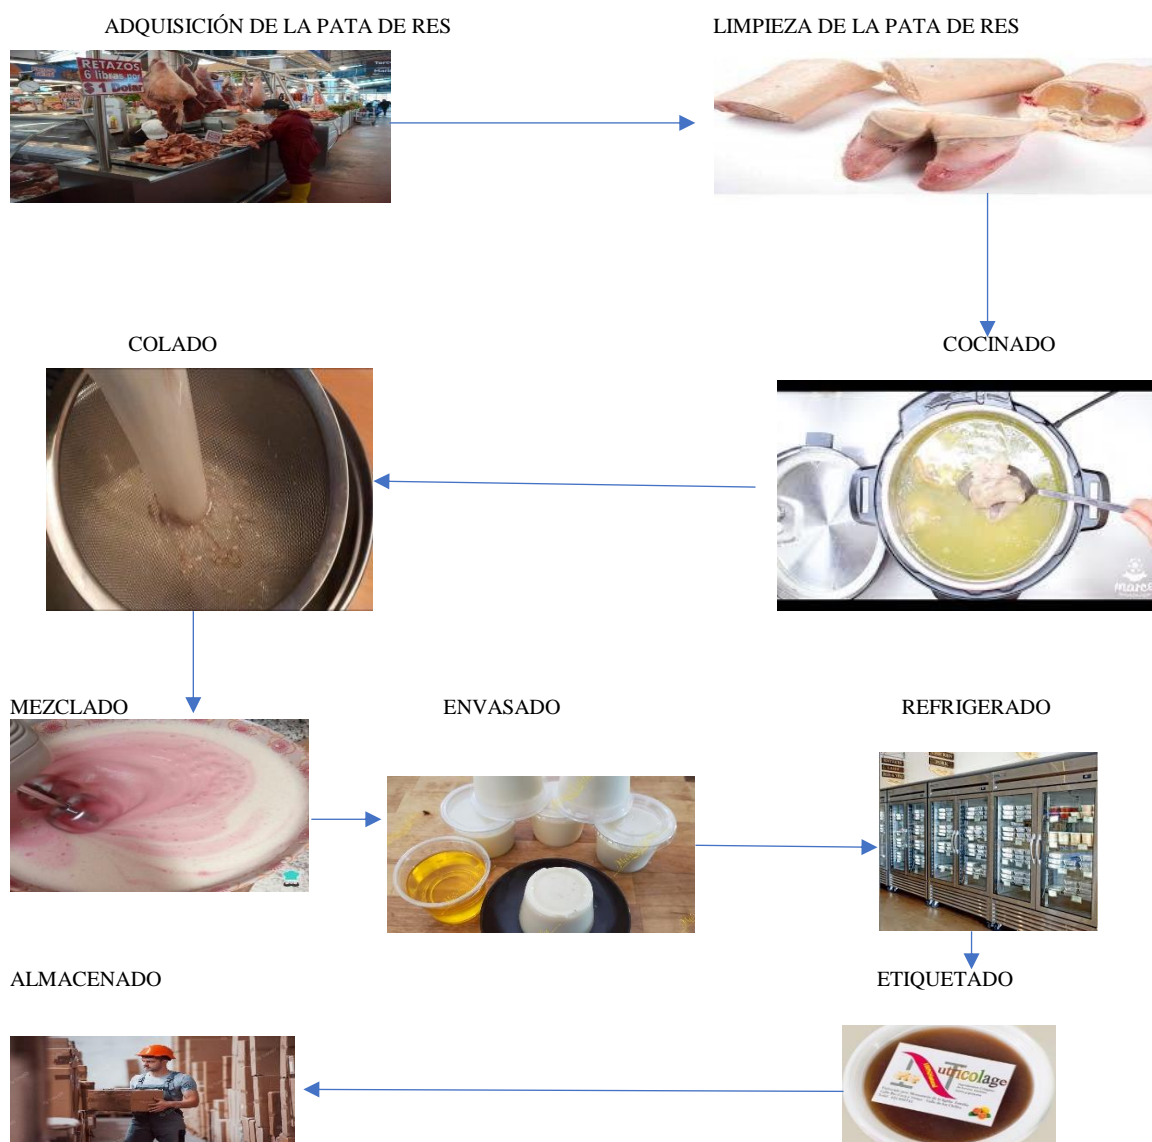 ADQUISICIÓN DE LA PATA DE RES
LIMPIEZA DE LA PATA DE RES
RETAZOS
6 libras por
$ 1 Dolar
COLADO
COCINADO
MEZCLADO
ENVASADO
REFRIGERADO
ALMACENADO
ETIQUETADO
utricolage